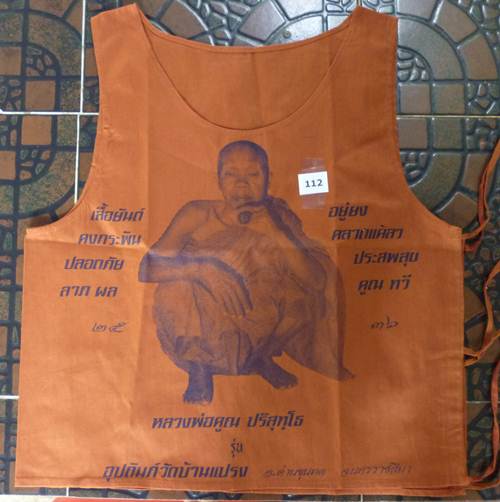 112
เสื้อยันต์
คงกระพัน
ปลอดภัย
ลาภ ผล
๒๕
อยู่ยง
คลาดแคล้ว
ประสพสุข
คูณ ทวี
๓๖
หลวงพ่อคูณ ปริสุทฺโธ
รุ่น
อุปถัมภ์วัดบ้านแปรง